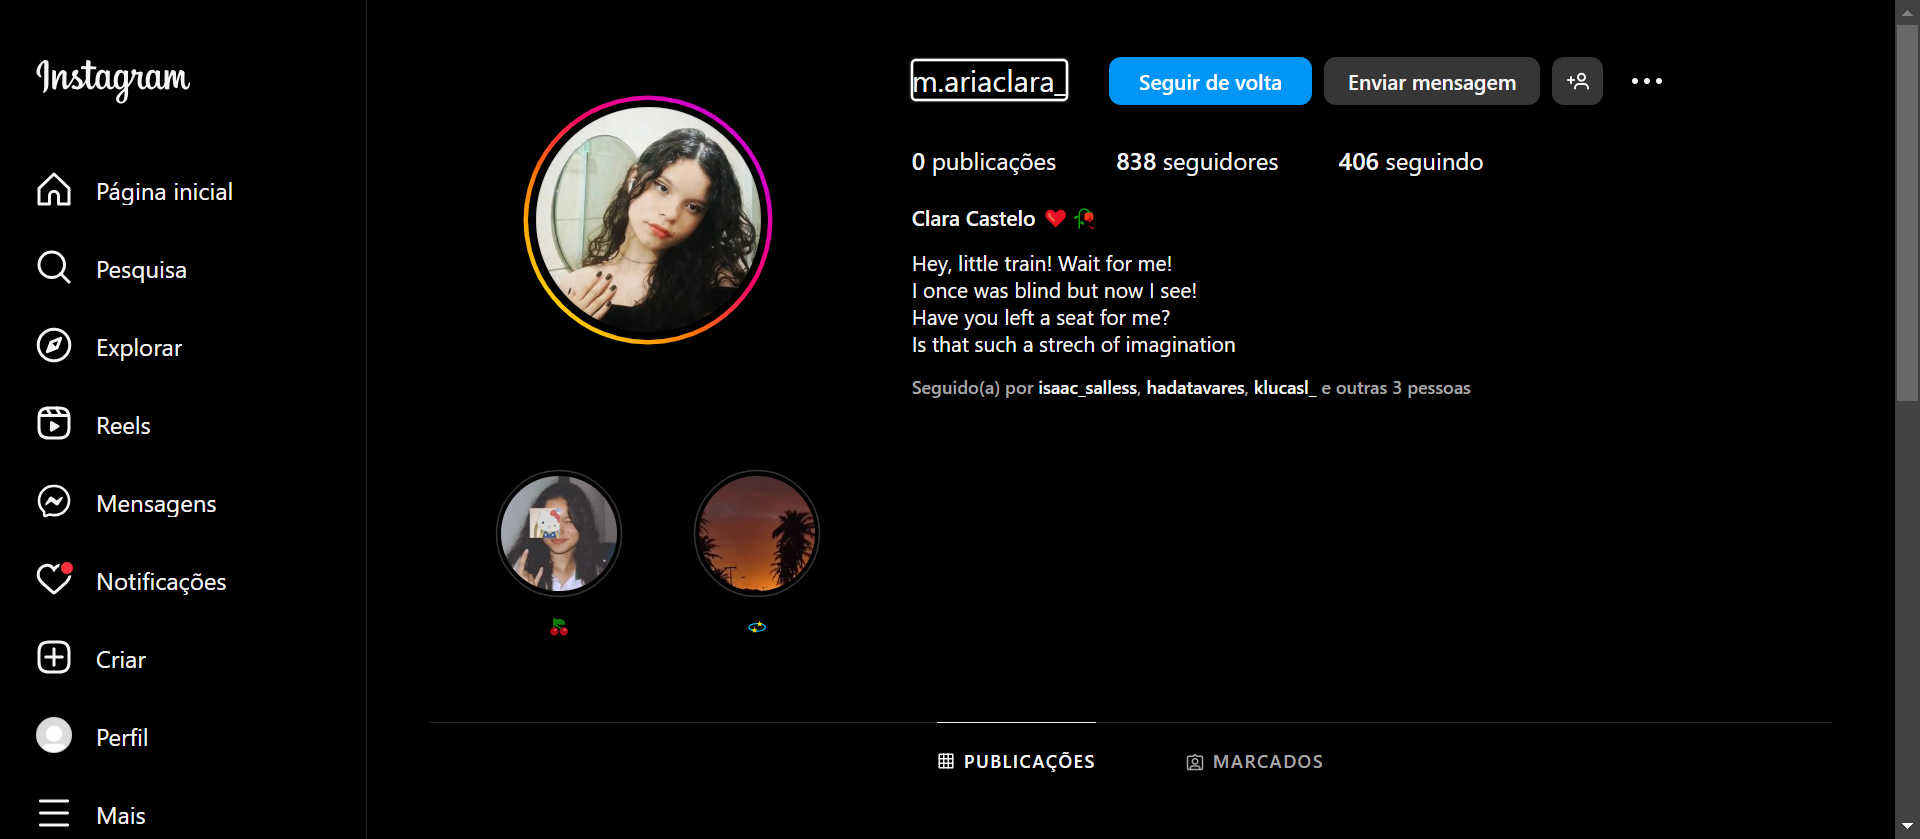 Instagram
Página inicial
Pesquisa
Explorar
Reels
Mensagens
Notificações
Criar
Perfil
Mais
m.ariaclara_
Seguir de volta
Enviar mensagem
0 publicações
838 seguidores
406 seguindo
Clara Castelo ❤️🥀
Hey, little train! Wait for me!
I once was blind but now I see!
Have you left a seat for me?
Is that such a strech of imagination
Seguido(a) por isaac_salless, hadatavares, klucasl_ e outras 3 pessoas
🍒
💫
PUBLICAÇÕES
MARCADOS